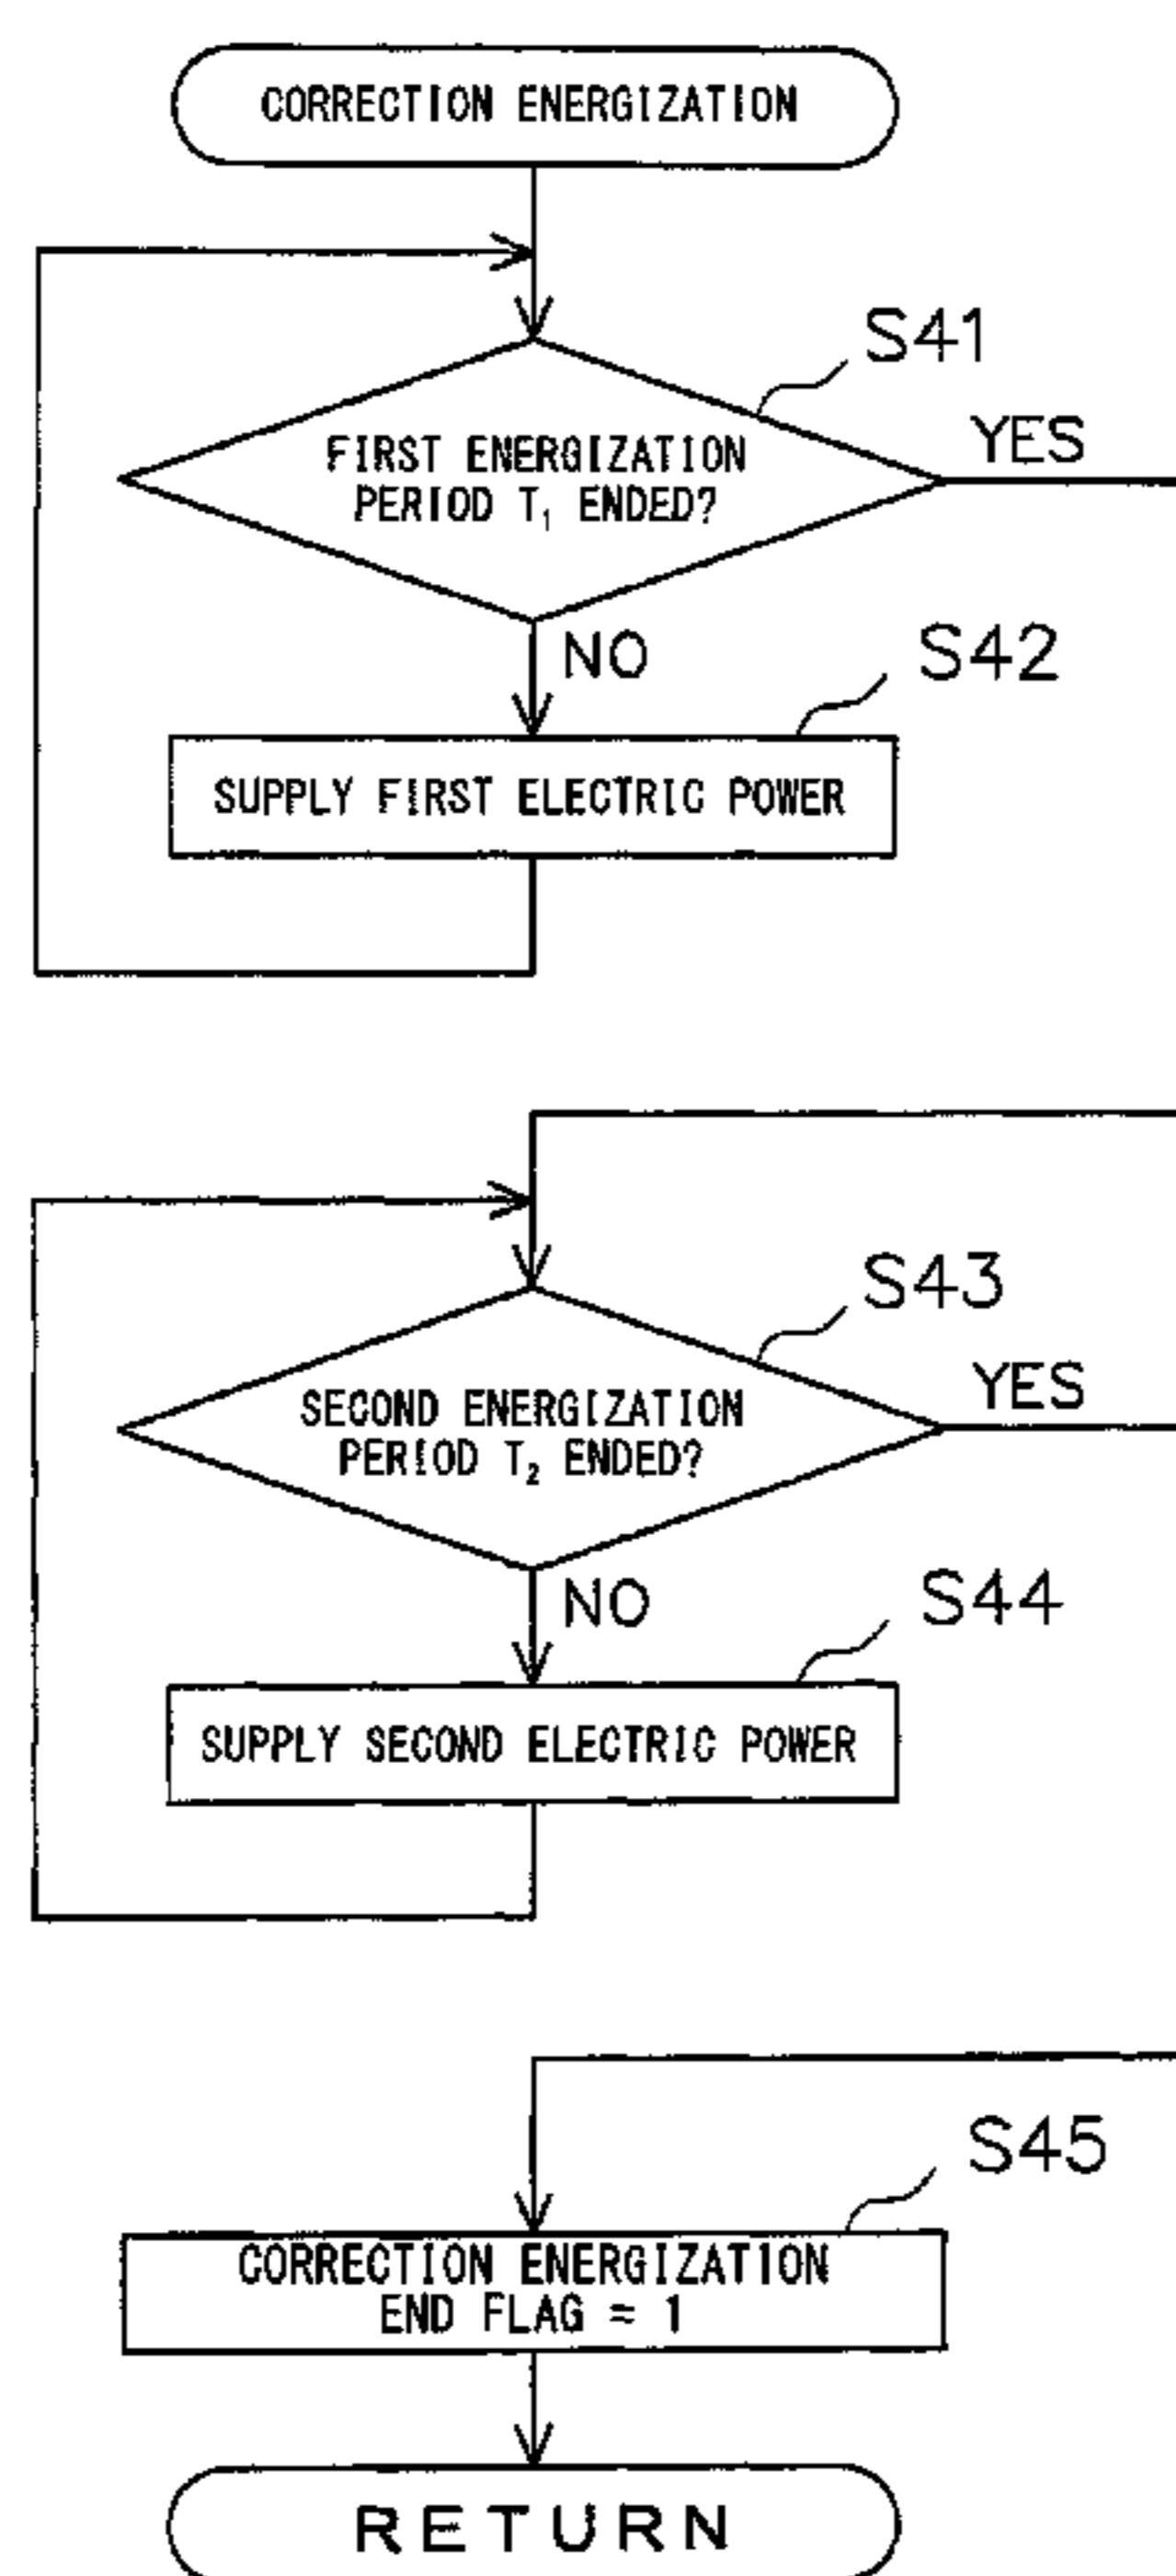 CORRECTION ENERGIZATION
S41
YES
FIRST ENERGIZATION
PERIOD T₁ ENDED?
NO
S42
SUPPLY FIRST ELECTRIC POWER
S43
YES
SECOND ENERGIZATION
PERIOD T₂ ENDED?
NO
S44
SUPPLY SECOND ELECTRIC POWER
S45
CORRECTION ENERGIZATION
END FLAG = 1
RETURN